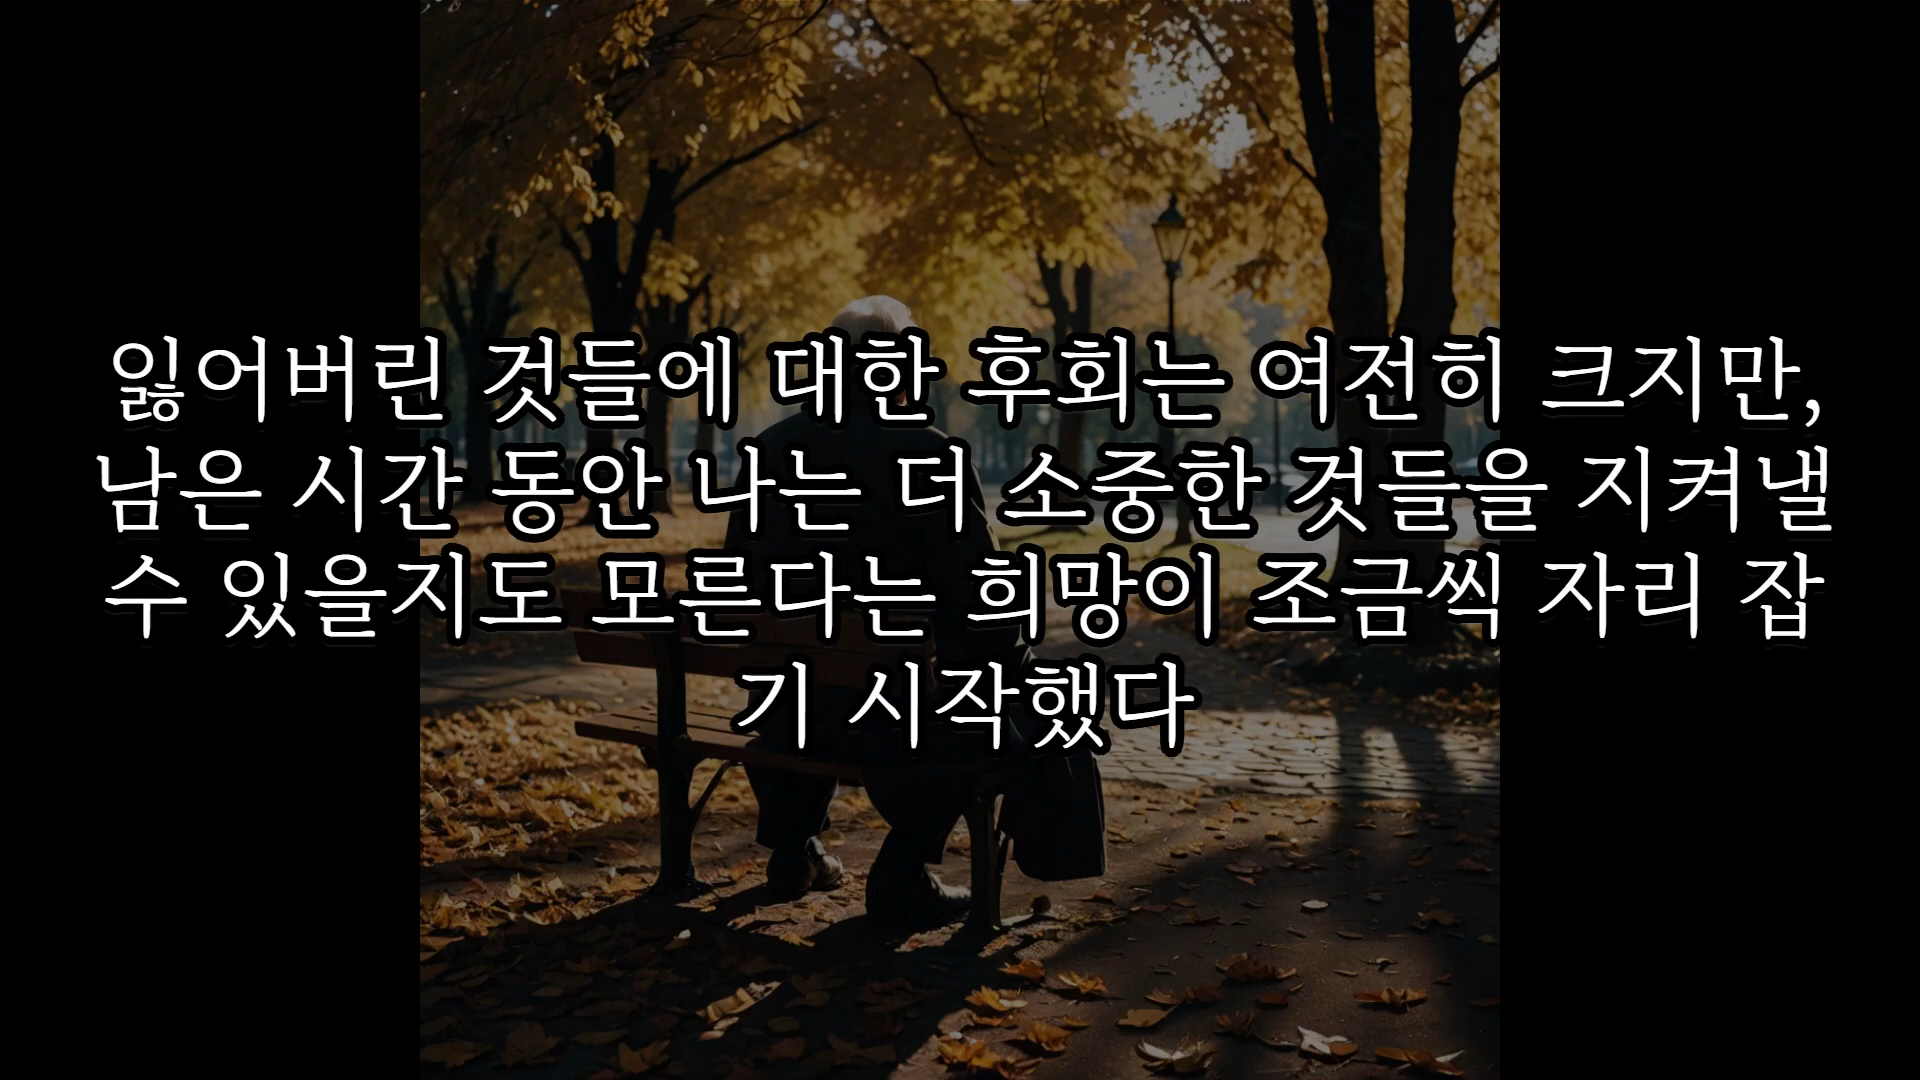 잃어버린 것들에 대한 후회는 여전히 크지만,
남은 시간 동안 나는 더 소중한 것들을 지켜낼
수 있을지도 모른다는 희망이 조금씩 자리 잡
기 시작했다